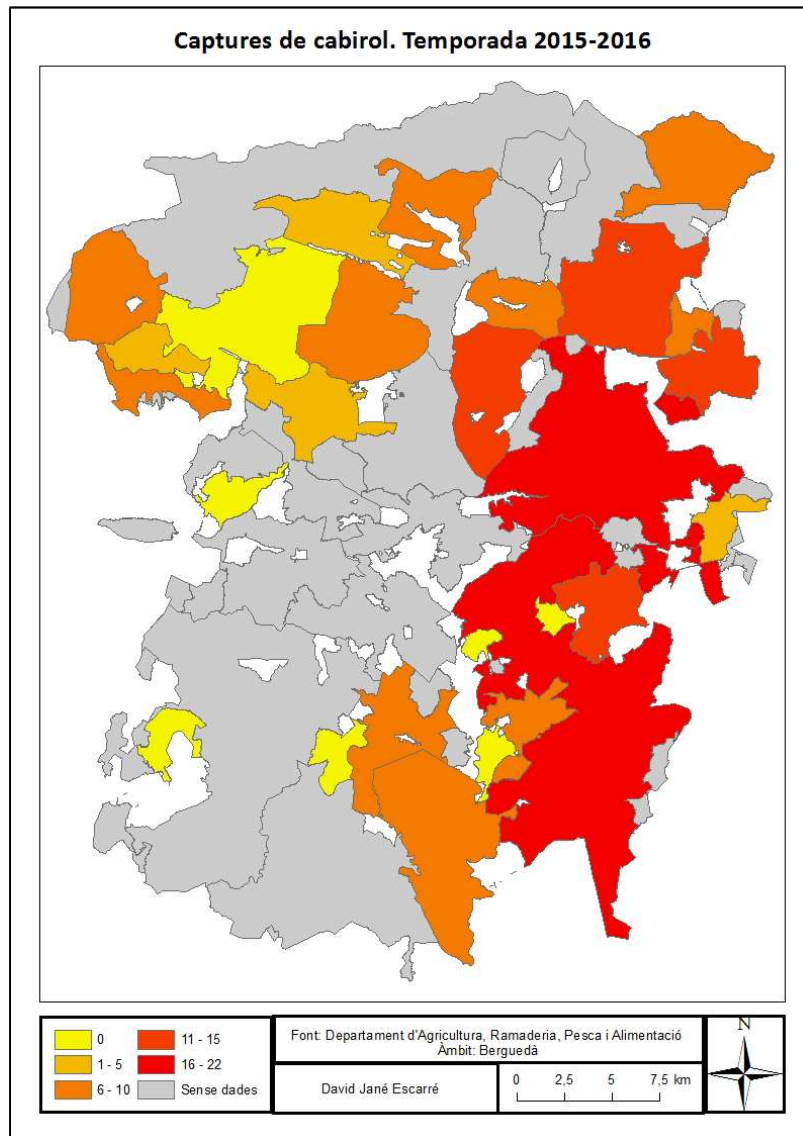 Captures de cabirol. Temporada 2015-2016
0
1 - 5
6 - 10
11 - 15
16 - 22
Sense dades
Font: Departament d'Agricultura, Ramaderia, Pesca i Alimentació
Àmbit: Berguedà
David Jané Escarré
0 2,5 5 7,5 km
N